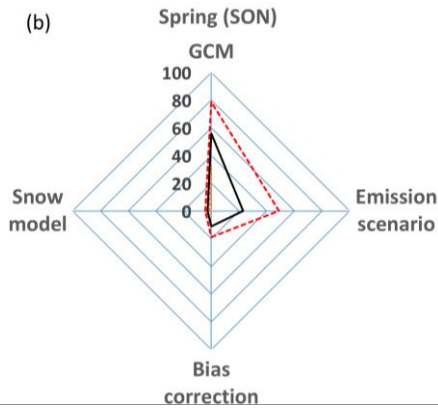 (b)
Spring (SON)
GCM
100
80
60
40
20
0
Snow
model
Emission
scenario
Bias
correction